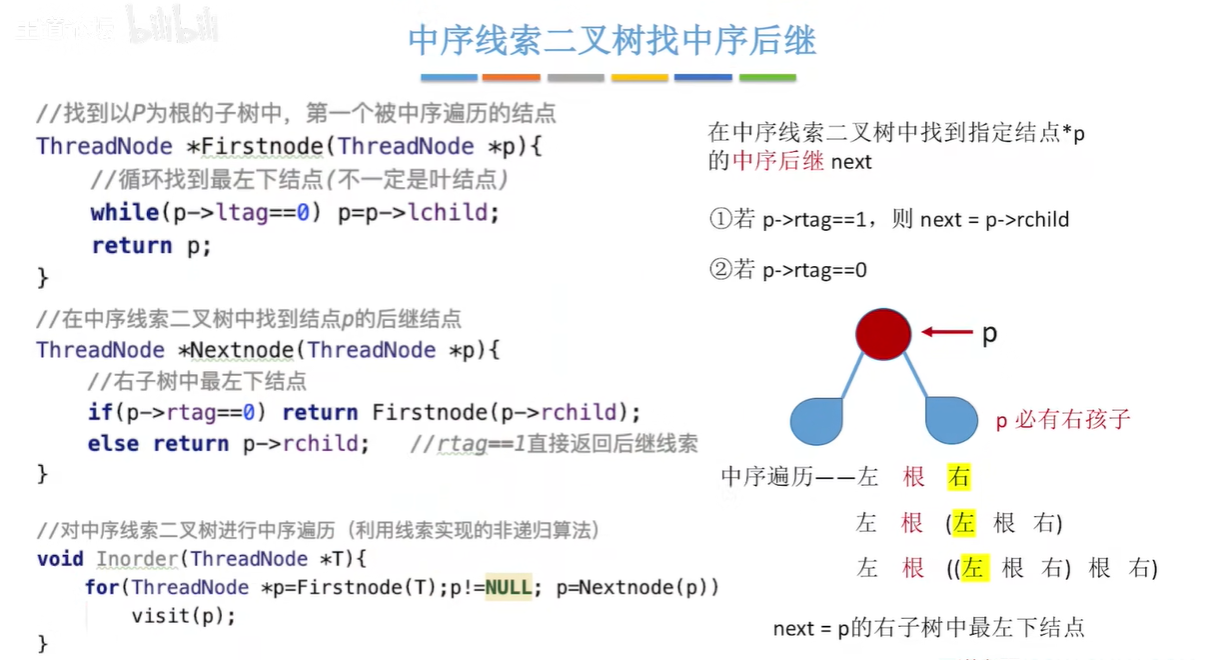 bilibili
中序线索二叉树找中序后继
//找到以P为根的子树中，第一个被中序遍历的结点
ThreadNode *Firstnode(ThreadNode *p){
//循环找到最左下结点(不一定是叶结点)
while(p->ltag==0) p=p->lchild;
return p;
}
//在中序线索二叉树中找到结点p的后继结点
ThreadNode *Nextnode(ThreadNode *p){
//右子树中最左下结点
if(p->rtag==0) return Firstnode(p->rchild);
else return p->rchild; //rtag==1直接返回后继线索
}
//对中序线索二叉树进行中序遍历（利用线索实现的非递归算法）
void Inorder(ThreadNode *T){
for(ThreadNode *p=Firstnode(T);p!=NULL; p=Nextnode(p))
visit(p);
}
在中序线索二叉树中找到指定结点*p
的中序后继 next
①若 p->rtag==1，则 next = p->rchild
②若 p->rtag==0
p
p 必有右孩子
中序遍历——左 根 右
左 根 (左 根 右)
左 根 ((左 根 右) 根 右)
next = p的右子树中最左下结点